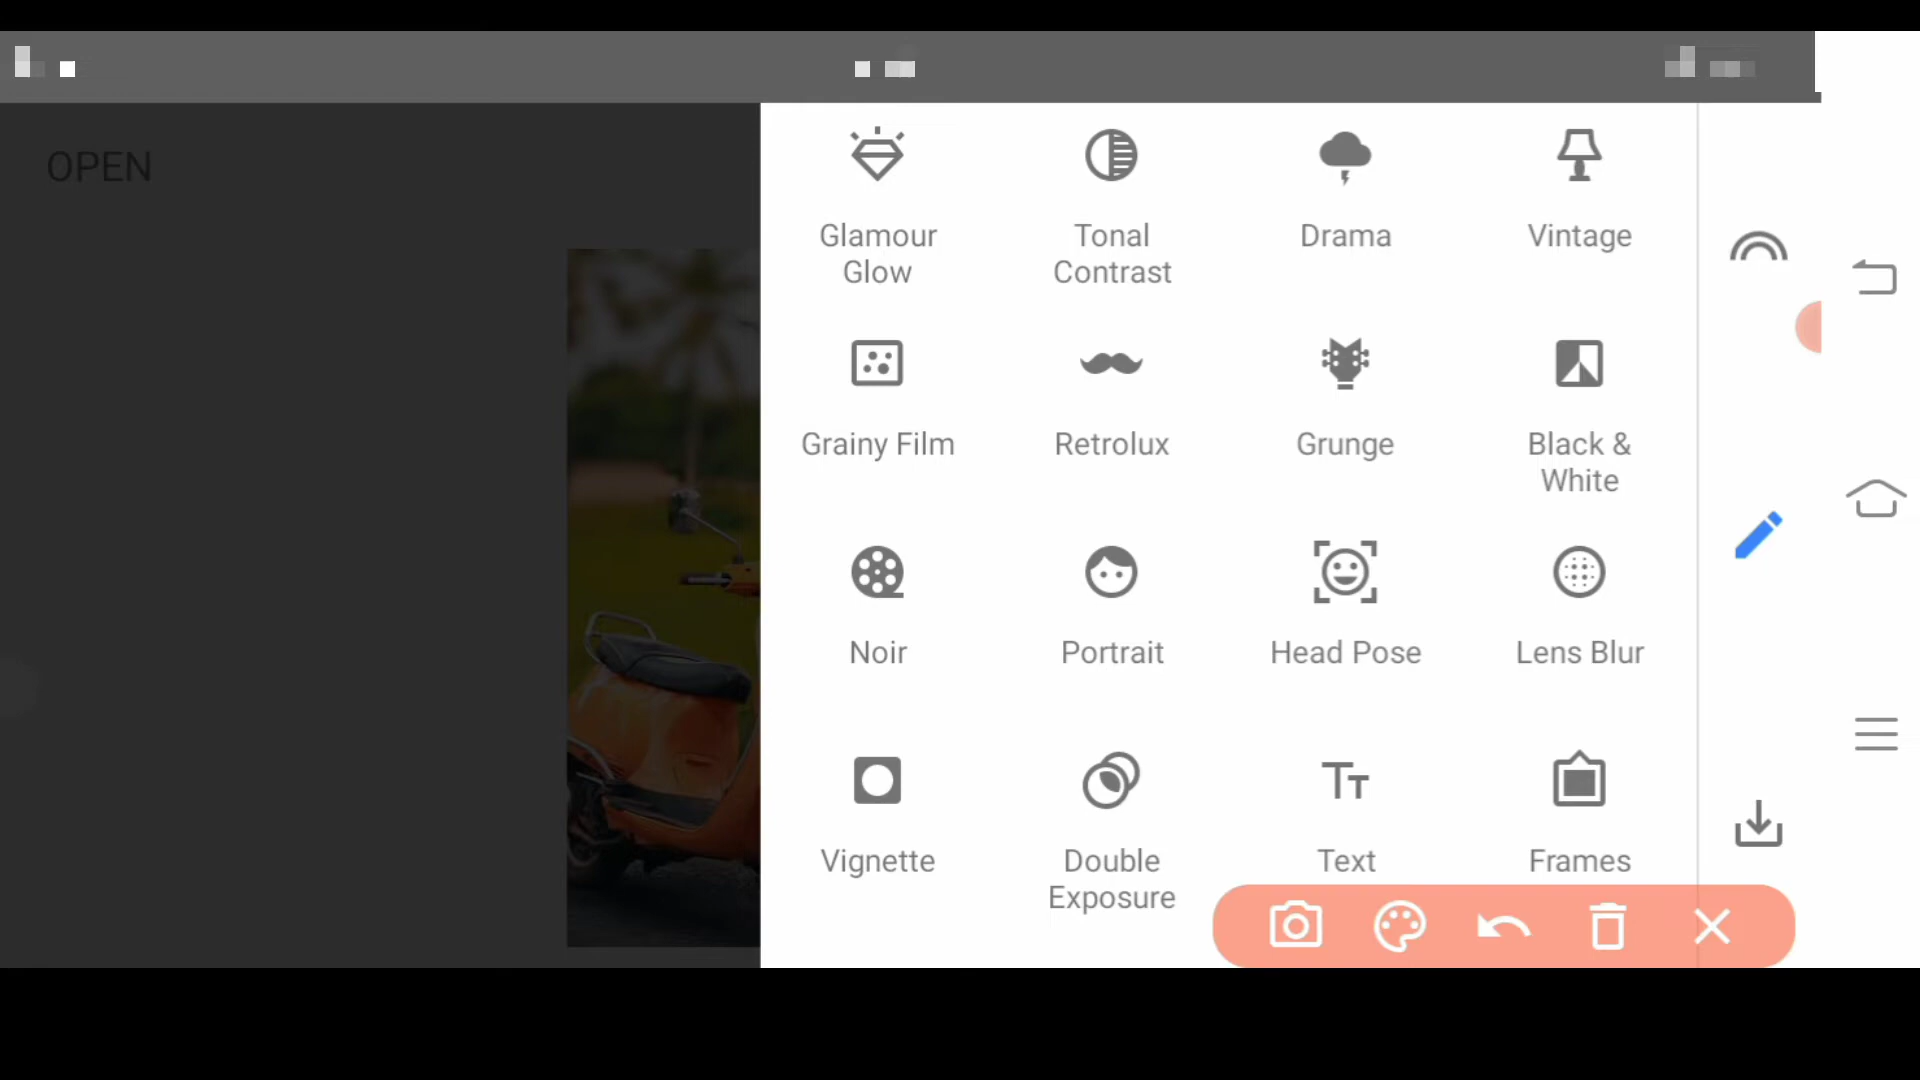 OPEN
Glamour
Glow
Tonal
Contrast
Drama
Vintage
Grainy Film
Retrolux
Grunge
Black &
White
Noir
Portrait
Head Pose
Lens Blur
Vignette
Double
Exposure
Text
Frames